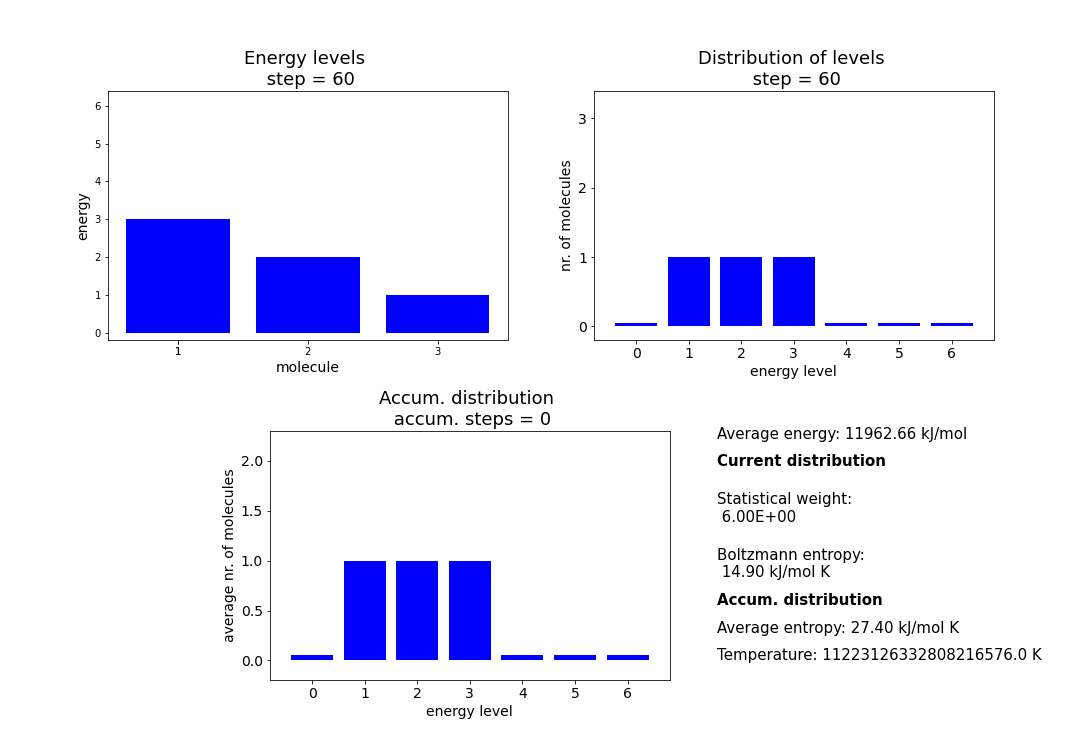 Energy levels
step = 60
6
5
4
3
2
1
0
energy
1 2 3
molecule
Distribution of levels
step = 60
3
2
1
0
nr. of molecules
0 1 2 3 4 5 6
energy level
Accum. distribution
accum. steps = 0
2.0
1.5
1.0
0.5
0.0
average nr. of molecules
0 1 2 3 4 5 6
energy level
Average energy: 11962.66 kJ/mol
Current distribution
Statistical weight:
6.00E+00
Boltzmann entropy:
14.90 kJ/mol K
Accum. distribution
Average entropy: 27.40 kJ/mol K
Temperature: 11223126332808216576.0 K